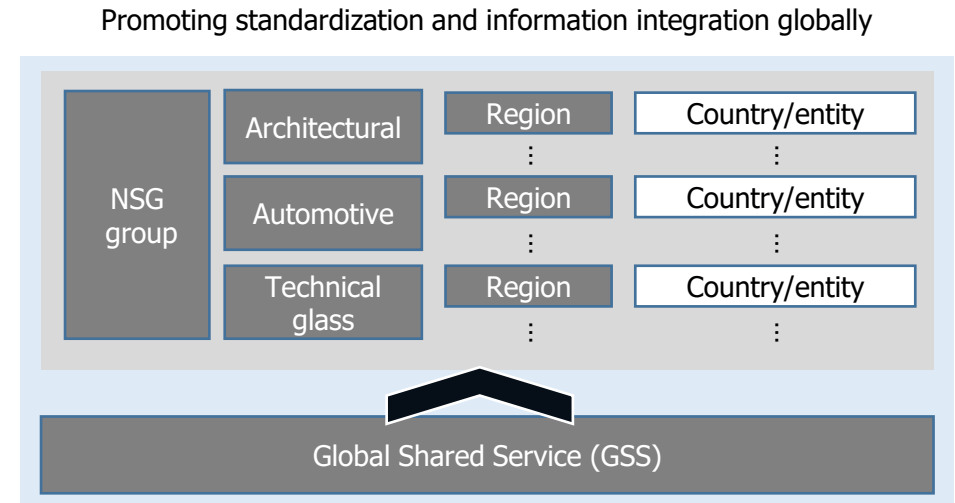 Promoting standardization and information integration globally
NSG
group
Architectural
Region
Country/entity
⋮
⋮
Automotive
Region
Country/entity
⋮
⋮
Technical
glass
Region
Country/entity
⋮
⋮
Global Shared Service (GSS)